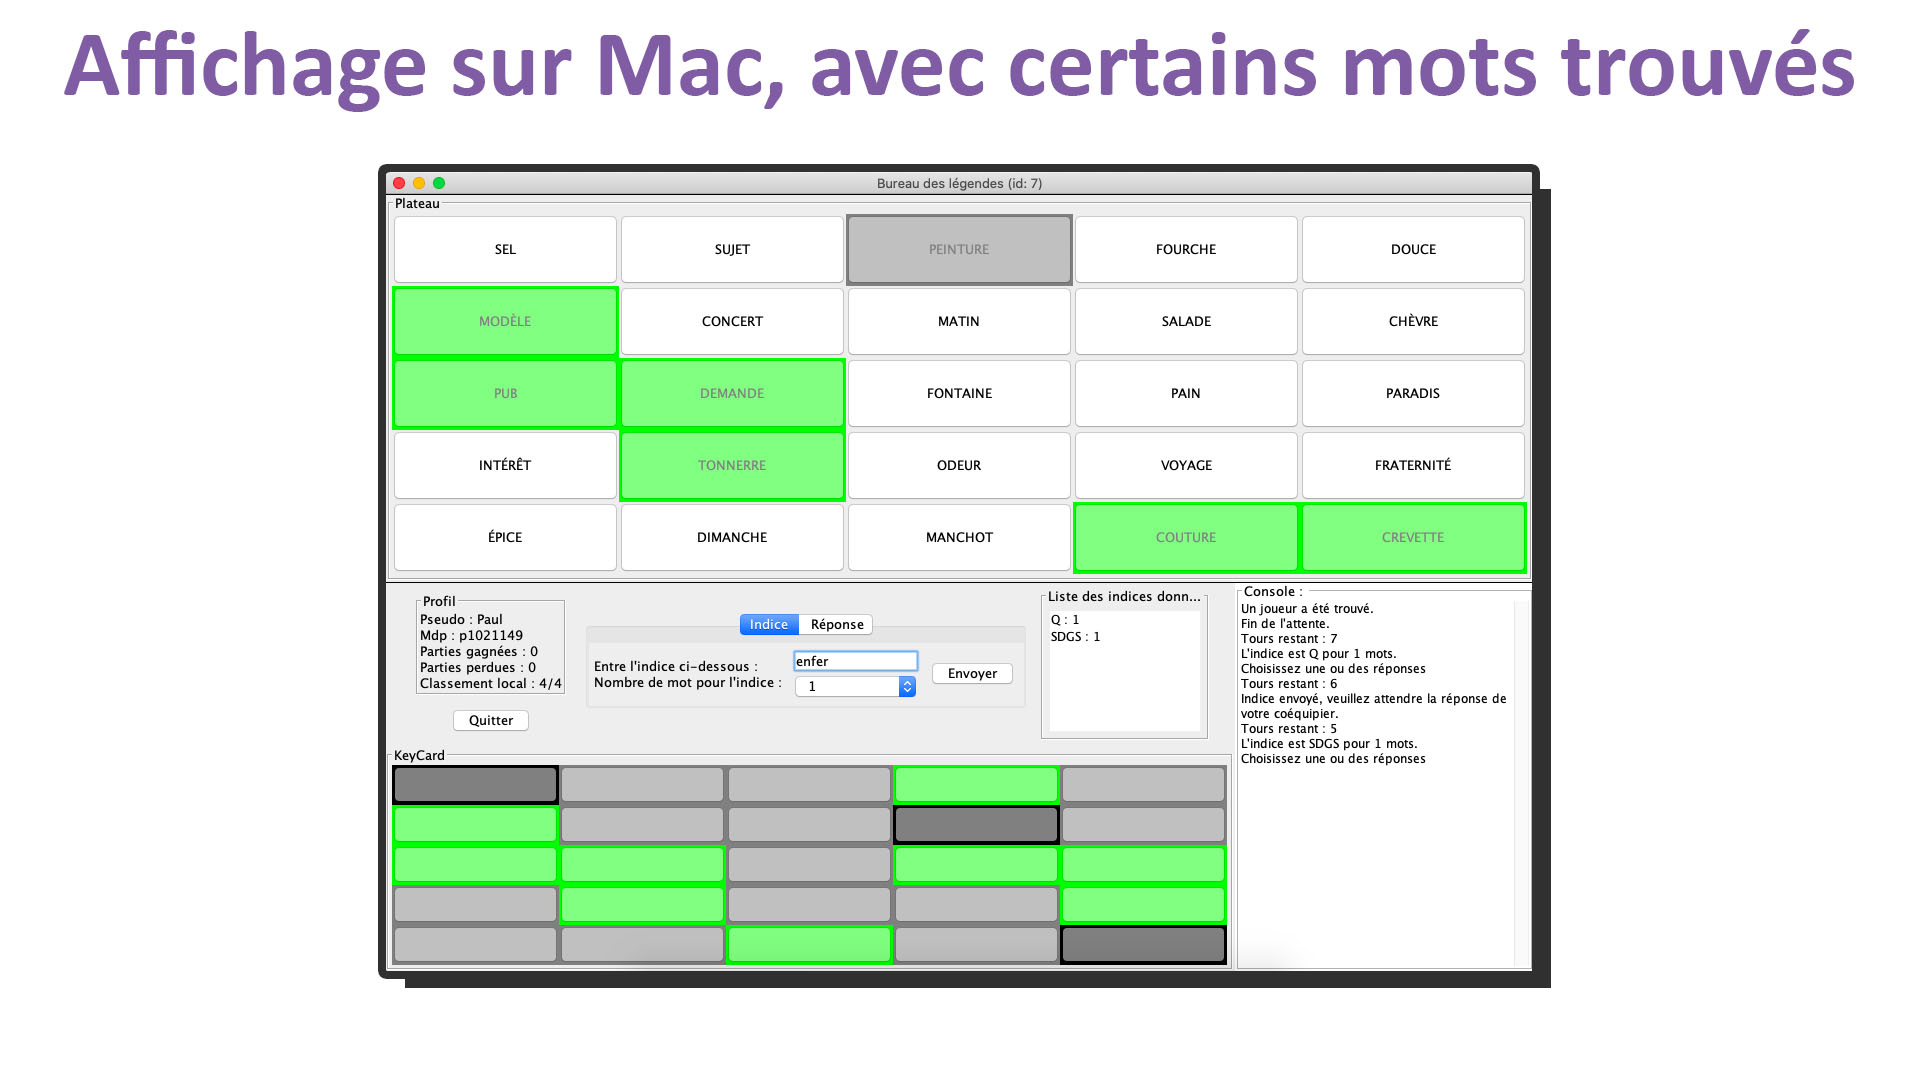 Affichage sur Mac, avec certains mots trouvés
Bureau des légendes (id: 7)
Plateau
SEL SUJET PEINTURE FOURCHE DOUCE
MODÈLE CONCERT MATIN SALADE CHÈVRE
PUB DEMANDE FONTAINE PAIN PARADIS
INTÉRÊT TONNERRE ODEUR VOYAGE FRATERNITÉ
ÉPICE DIMANCHE MANCHOT COUTURE CREVETTE
Profil
Pseudo : Paul
Mdp : p1021149
Parties gagnées : 0
Parties perdues : 0
Classement local : 4/4
Quitter
Indice Réponse
Entre l'indice ci-dessous : enfer
Nombre de mot pour l'indice : 1
Envoyer
Liste des indices donn...
Q : 1
SDGS : 1
Console :
Un joueur a été trouvé.
Fin de l'attente.
Tours restant : 7
L'indice est Q pour 1 mots.
Choisissez une ou des réponses
Tours restant : 6
Indice envoyé, veuillez attendre la réponse de
votre coéquipier.
Tours restant : 5
L'indice est SDGS pour 1 mots.
Choisissez une ou des réponses
KeyCard